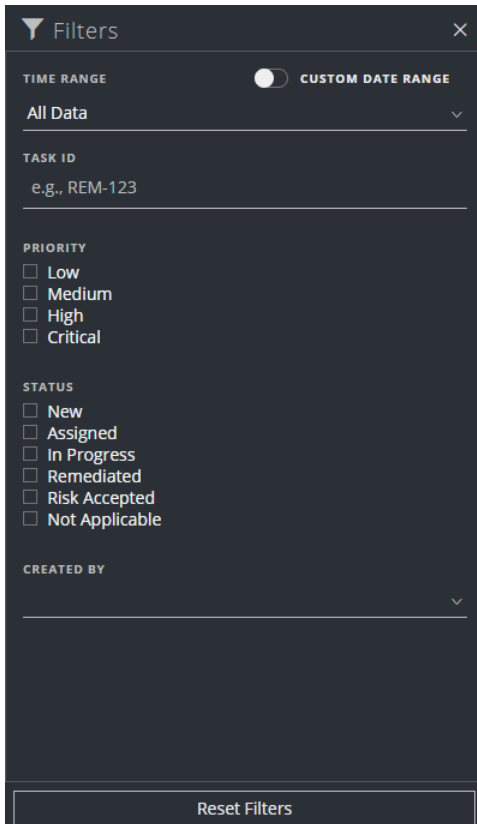 Filters
TIME RANGE CUSTOM DATE RANGE
All Data
TASK ID
e.g., REM-123
PRIORITY
Low
Medium
High
Critical
STATUS
New
Assigned
In Progress
Remediated
Risk Accepted
Not Applicable
CREATED BY
Reset Filters